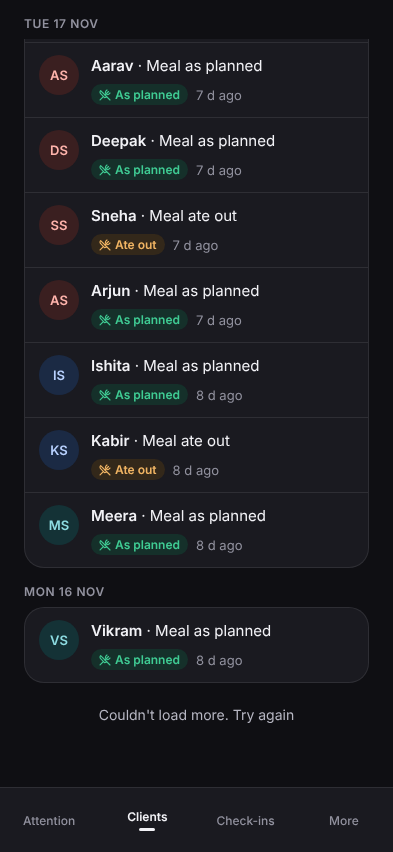 TUE 17 NOV
AS
Aarav · Meal as planned
As planned 7 d ago
DS
Deepak · Meal as planned
As planned 7 d ago
SS
Sneha · Meal ate out
Ate out 7 d ago
AS
Arjun · Meal as planned
As planned 7 d ago
IS
Ishita · Meal as planned
As planned 8 d ago
KS
Kabir · Meal ate out
Ate out 8 d ago
MS
Meera · Meal as planned
As planned 8 d ago
MON 16 NOV
VS
Vikram · Meal as planned
As planned 8 d ago
Couldn't load more. Try again
Attention Clients Check-ins More